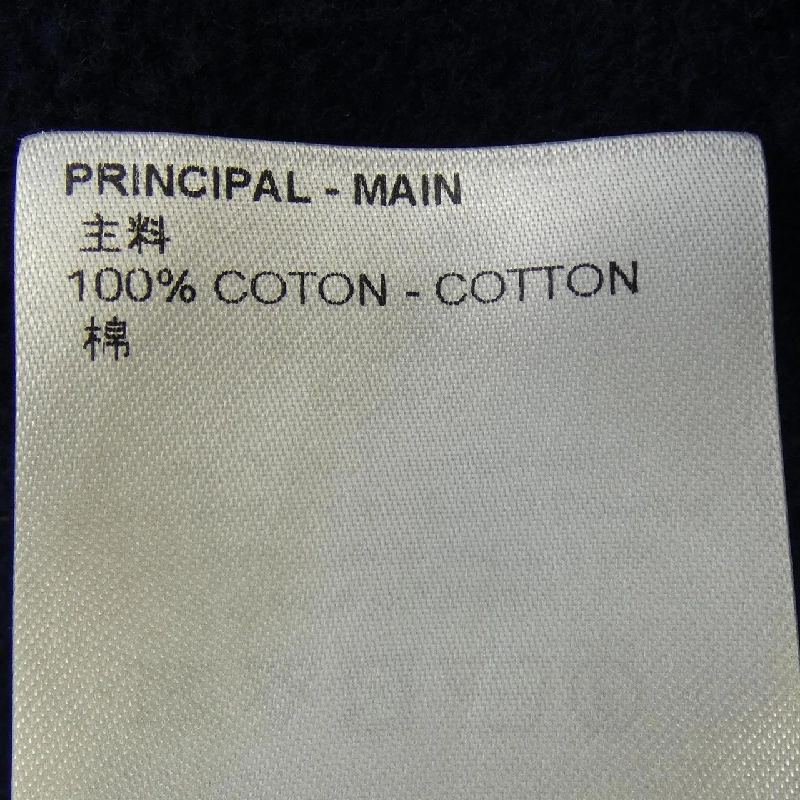 PRINCIPAL - MAIN
主料
100% COTON - COTTON
棉